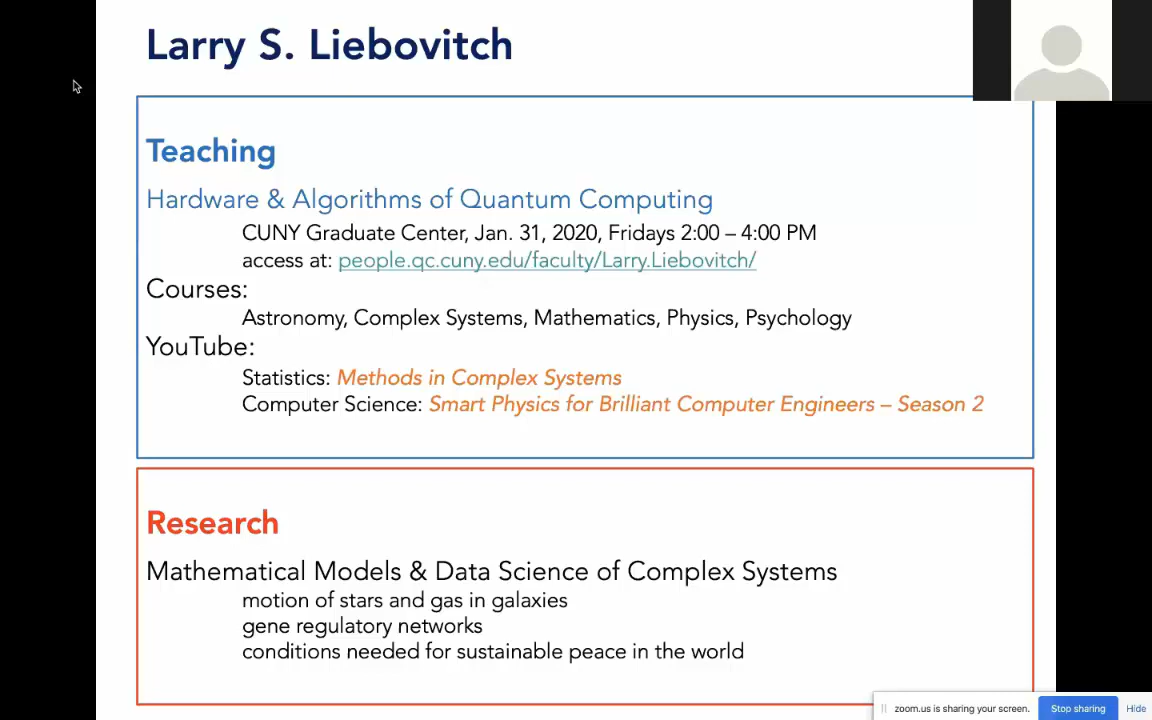 Larry S. Liebovitch
Teaching
Hardware & Algorithms of Quantum Computing
CUNY Graduate Center, Jan. 31, 2020, Fridays 2:00 – 4:00 PM
access at: people.qc.cuny.edu/faculty/Larry.Liebovitch/
Courses:
Astronomy, Complex Systems, Mathematics, Physics, Psychology
YouTube:
Statistics: Methods in Complex Systems
Computer Science: Smart Physics for Brilliant Computer Engineers – Season 2
Research
Mathematical Models & Data Science of Complex Systems
motion of stars and gas in galaxies
gene regulatory networks
conditions needed for sustainable peace in the world
zoom.us is sharing your screen. Stop sharing Hide